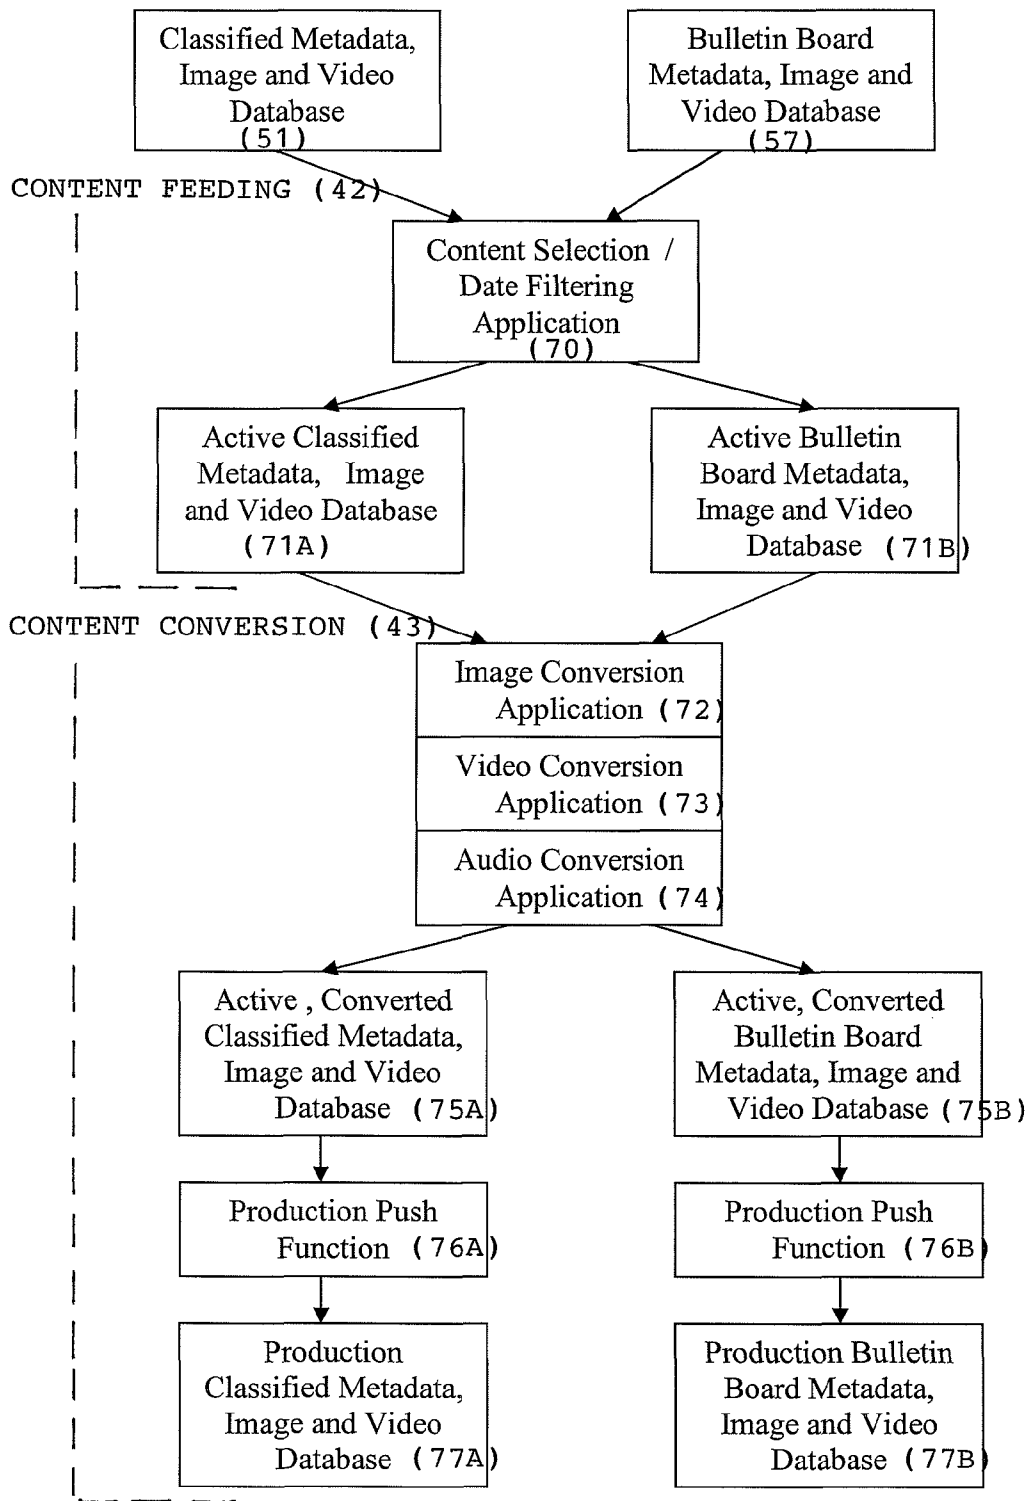 Classified Metadata,
Image and Video
Database
(51)
Bulletin Board
Metadata, Image and
Video Database
(57)
CONTENT FEEDING (42)
Content Selection /
Date Filtering
Application
(70)
Active Classified
Metadata, Image
and Video Database
(71A)
Active Bulletin
Board Metadata,
Image and Video
Database (71B)
CONTENT CONVERSION (43)
Image Conversion
Application (72)
Video Conversion
Application (73)
Audio Conversion
Application (74)
Active , Converted
Classified Metadata,
Image and Video
Database (75A)
Active, Converted
Bulletin Board
Metadata, Image and
Video Database (75B)
Production Push
Function (76A)
Production Push
Function (76B)
Production
Classified Metadata,
Image and Video
Database (77A)
Production Bulletin
Board Metadata,
Image and Video
Database (77B)